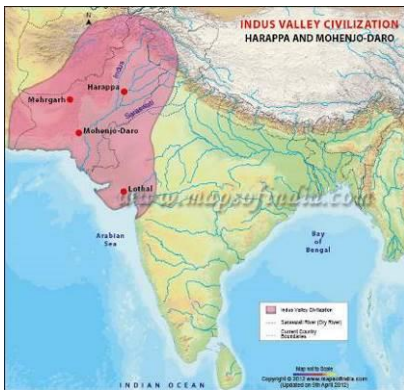 INDUS VALLEY CIVILIZATION
HARAPPA AND MOHENJO-DARO
N
Indus
Harappa
Mehrgarh
Saraswati
Mohenjo-Daro
Lothal
www.mapsofindia.com
Arabian
Sea
Bay
of
Bengal
Indus Valley Civilization
Saraswati River (Dry River)
Current Country
Boundaries
Map not to Scale
Copyright © 2012 www.mapsofindia.com
(Updated on 5th April 2012)
INDIAN OCEAN